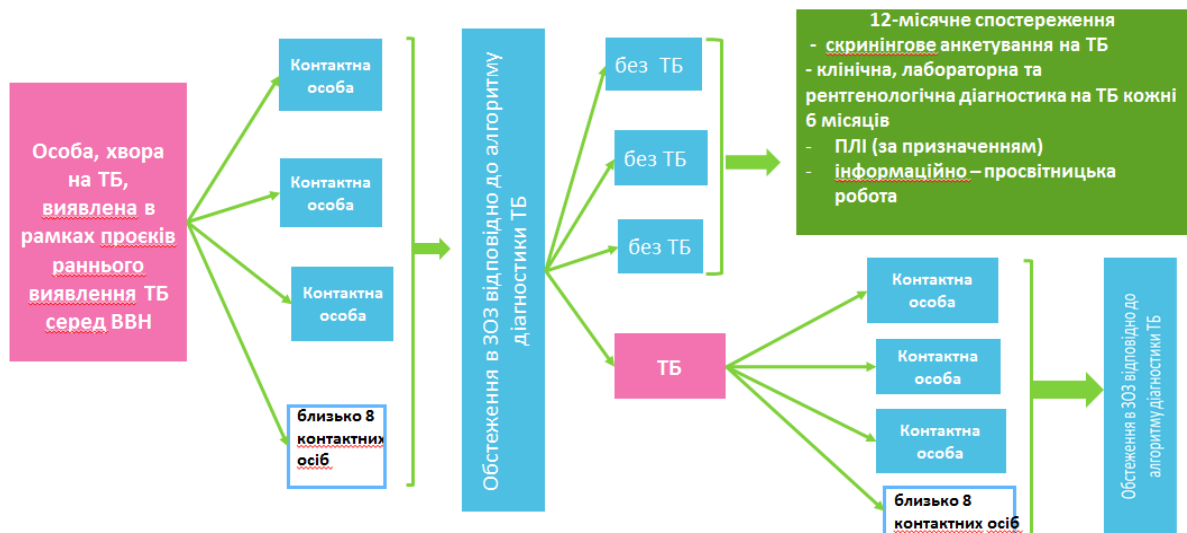 Особа, хвора
на ТБ,
виявлена в
рамках проєків
раннього
виявлення ТБ
серед ВВН
Контактна
особа
Контактна
особа
Контактна
особа
близько 8
контактних
осіб
Обстеження в ЗОЗ відповідно до алгоритму
діагностики ТБ
без ТБ
без ТБ
без ТБ
ТБ
12-місячне спостереження
- скринінгове анкетування на ТБ
- клінічна, лабораторна та
рентгенологічна діагностика на ТБ кожні
6 місяців
- ПЛІ (за призначенням)
- інформаційно – просвітницька
робота
Контактна
особа
Контактна
особа
Контактна
особа
близько 8
контактних осіб
Обстеження в ЗОЗ відповідно до
алгоритму діагностики ТБ